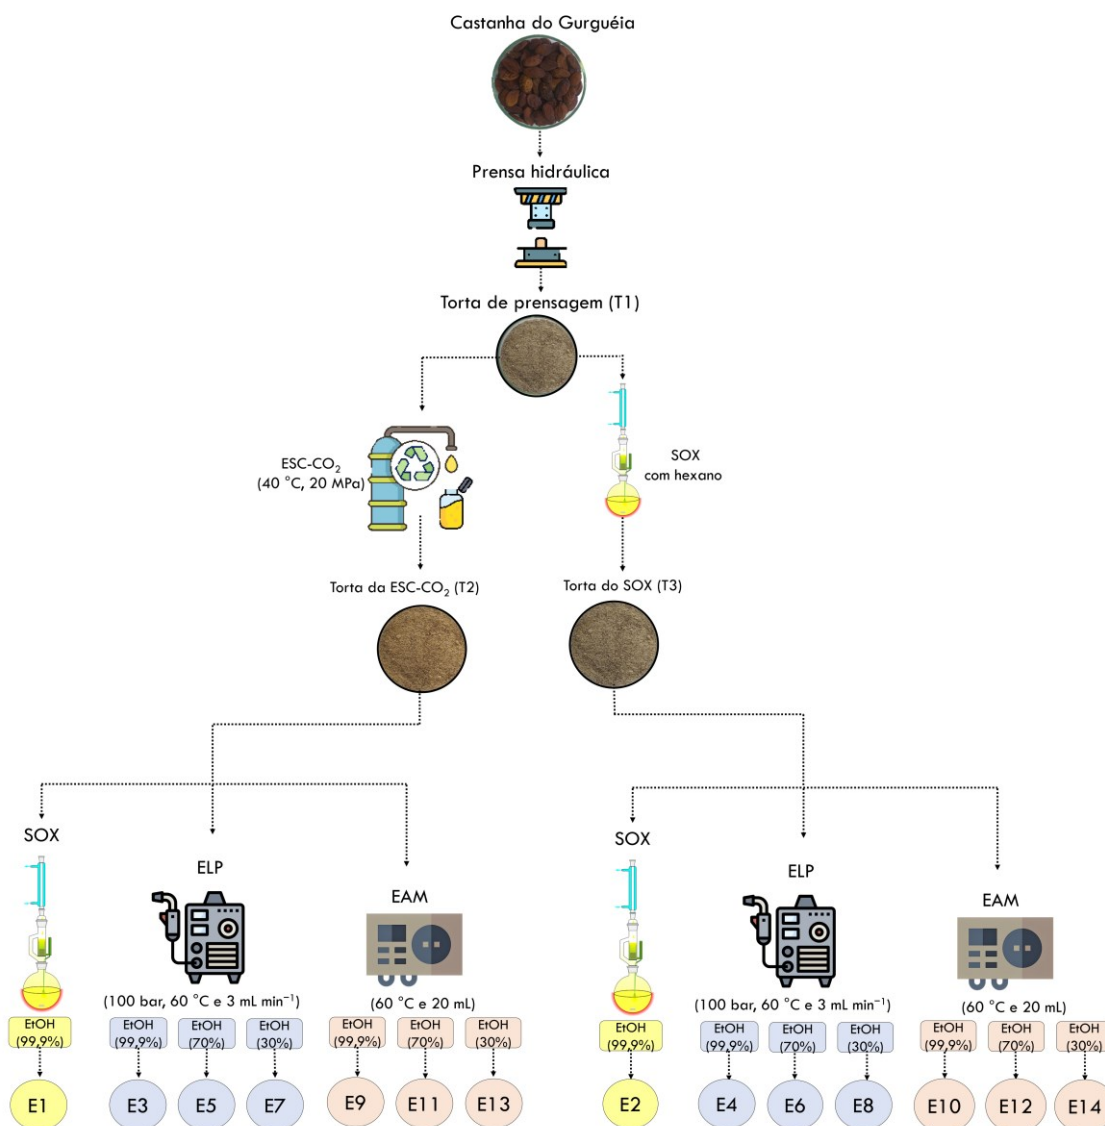 Castanha do Gurguéia
Prensa hidráulica
Torta de prensagem (T1)
ESC-CO₂
(40 °C, 20 MPa)
SOX
com hexano
Torta da ESC-CO₂ (T2)
Torta do SOX (T3)
SOX
ELP
EAM
(100 bar, 60 °C e 3 mL min⁻¹)
(60 °C e 20 mL)
EtOH
(99,9%)
EtOH
(99,9%)
EtOH
(70%)
EtOH
(30%)
EtOH
(99,9%)
EtOH
(70%)
EtOH
(30%)
E1
E3
E5
E7
E9
E11
E13
SOX
ELP
EAM
(100 bar, 60 °C e 3 mL min⁻¹)
(60 °C e 20 mL)
EtOH
(99,9%)
EtOH
(99,9%)
EtOH
(70%)
EtOH
(30%)
EtOH
(99,9%)
EtOH
(70%)
EtOH
(30%)
E2
E4
E6
E8
E10
E12
E14